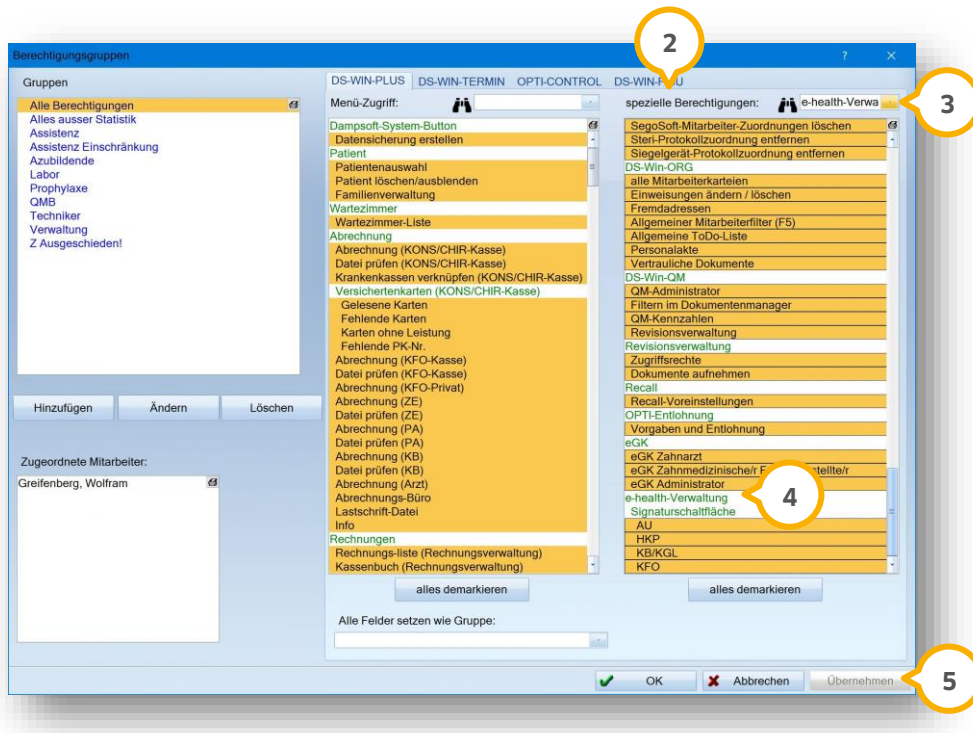 2
Berechtigungsgruppen
Gruppen
Alle Berechtigungen
Alles ausser Statistik
Assistenz
Assistenz Einschränkung
Azubildende
Labor
Prophylaxe
QMB
Techniker
Verwaltung
Z Ausgeschieden!
Hinzufügen Ändern Löschen
Zugeordnete Mitarbeiter:
Greifenberg, Wolfram
DS-WIN-PLUS DS-WIN-TERMIN OPTI-CONTROL
Menü-Zugriff:
Dampsoft-System-Button
Datensicherung erstellen
Patient
Patientenauswahl
Patient löschen/ausblenden
Familienverwaltung
Wartezimmer
Wartezimmer-Liste
Abrechnung
Abrechnung (KONS/CHIR-Kasse)
Datei prüfen (KONS/CHIR-Kasse)
Krankenkassen verknüpfen (KONS/CHIR-Kasse)
Versichertenkarten (KONS/CHIR-Kasse)
Gelesene Karten
Fehlende Karten
Karten ohne Leistung
Fehlende PK-Nr.
Abrechnung (KFO-Kasse)
Datei prüfen (KFO-Kasse)
Abrechnung (KFO-Privat)
Abrechnung (ZE)
Datei prüfen (ZE)
Abrechnung (PA)
Datei prüfen (PA)
Abrechnung (KB)
Datei prüfen (KB)
Abrechnung (Arzt)
Abrechnungs-Büro
Lastschrift-Datei
Info
Rechnungen
Rechnungs-liste (Rechnungsverwaltung)
Kassenbuch (Rechnungsverwaltung)
alles demarkieren
Alle Felder setzen wie Gruppe:
spezielle Berechtigungen: e-health-Verwa
3
SegoSoft-Mitarbeiter-Zuordnungen löschen
Steri-Protokollzuordnung entfernen
Siegelgerät-Protokollzuordnung entfernen
DS-Win-ORG
alle Mitarbeiterkarteien
Einweisungen ändern / löschen
Fremdadressen
Allgemeiner Mitarbeiterfilter (F5)
Allgemeine ToDo-Liste
Personalakte
Vertrauliche Dokumente
DS-Win-QM
QM-Administrator
Filtern im Dokumentenmanager
QM-Kennzahlen
Revisionsverwaltung
Revisionsverwaltung
Zugriffsrechte
Dokumente aufnehmen
Recall
Recall-Voreinstellungen
OPTI-Entlohnung
Vorgaben und Entlohnung
eGK
eGK Zahnarzt
eGK Zahnmedizinische/r
eGK Administrator
e-health-Verwaltung
4
Signaturschaltfläche
AU
HKP
KB/KGL
KFO
alles demarkieren
OK Abbrechen Übernehmen
5